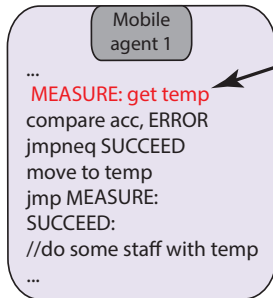 Mobile
agent 1
...
MEASURE: get temp
compare acc, ERROR
jmpneq SUCCEED
move to temp
jmp MEASURE:
SUCCEED:
//do some staff with temp
...